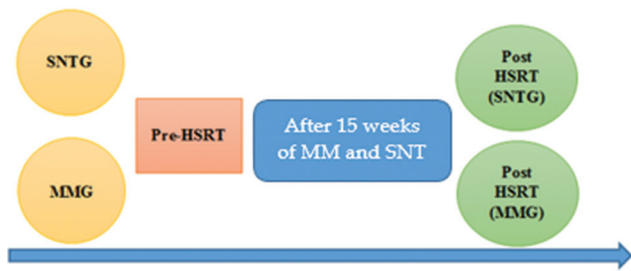 SNTG
MMG
Pre-HSRT
After 15 weeks
of MM and SNT
Post
HSRT
(SNTG)
Post
HSRT
(MMG)